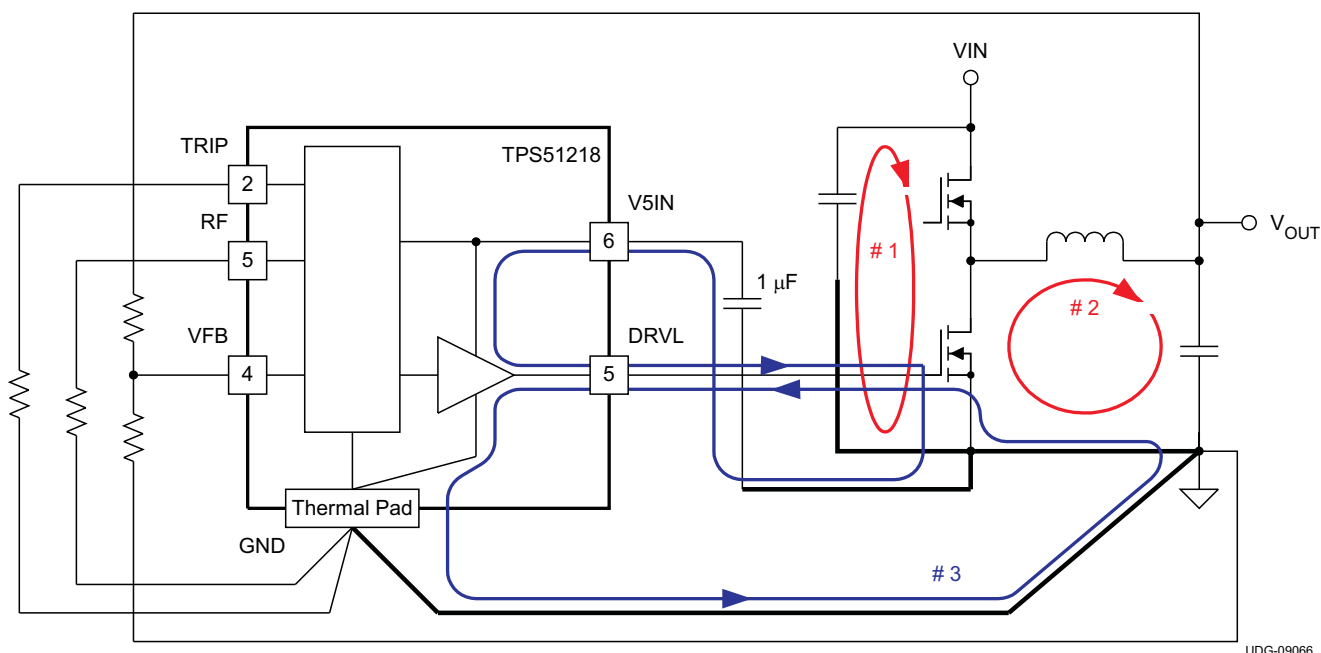 VIN
TRIP
TPS51218
2
V5IN
RF
6
VOUT
# 1
5
1 μF
# 2
VFB
DRVL
4
5
Thermal Pad
GND
# 3
UDG-09066